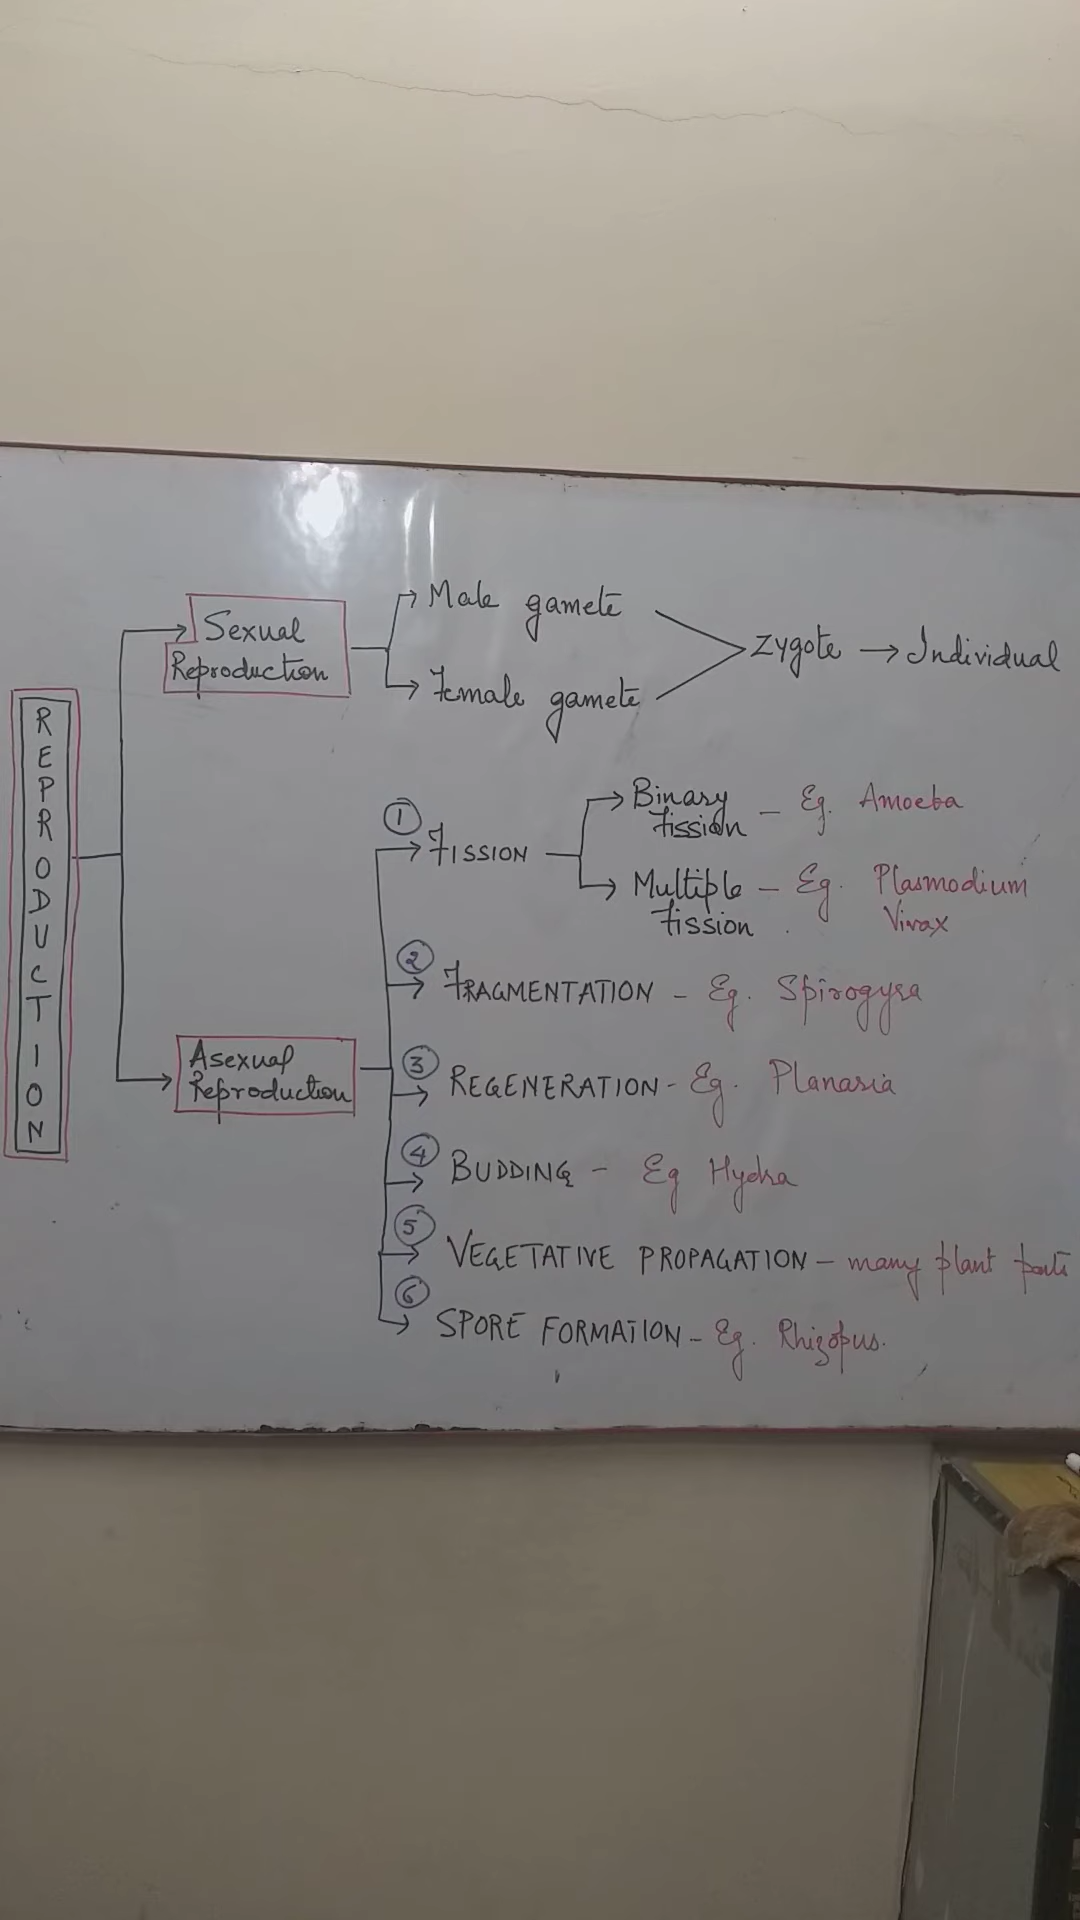 REPRODUCTION
Sexual
Reproduction
Male gamete
Female gamete
Zygote → Individual
① FISSION
Binary
Fission - Eg. Amoeba
Multiple
Fission - Eg. Plasmodium
Vivax
② FRAGMENTATION - Eg. Spirogyra
Asexual
Reproduction
③ REGENERATION - Eg. Planaria
④ BUDDING - Eg Hydra
⑤ VEGETATIVE PROPAGATION - many plant parts
⑥ SPORE FORMATION - Eg. Rhizopus.